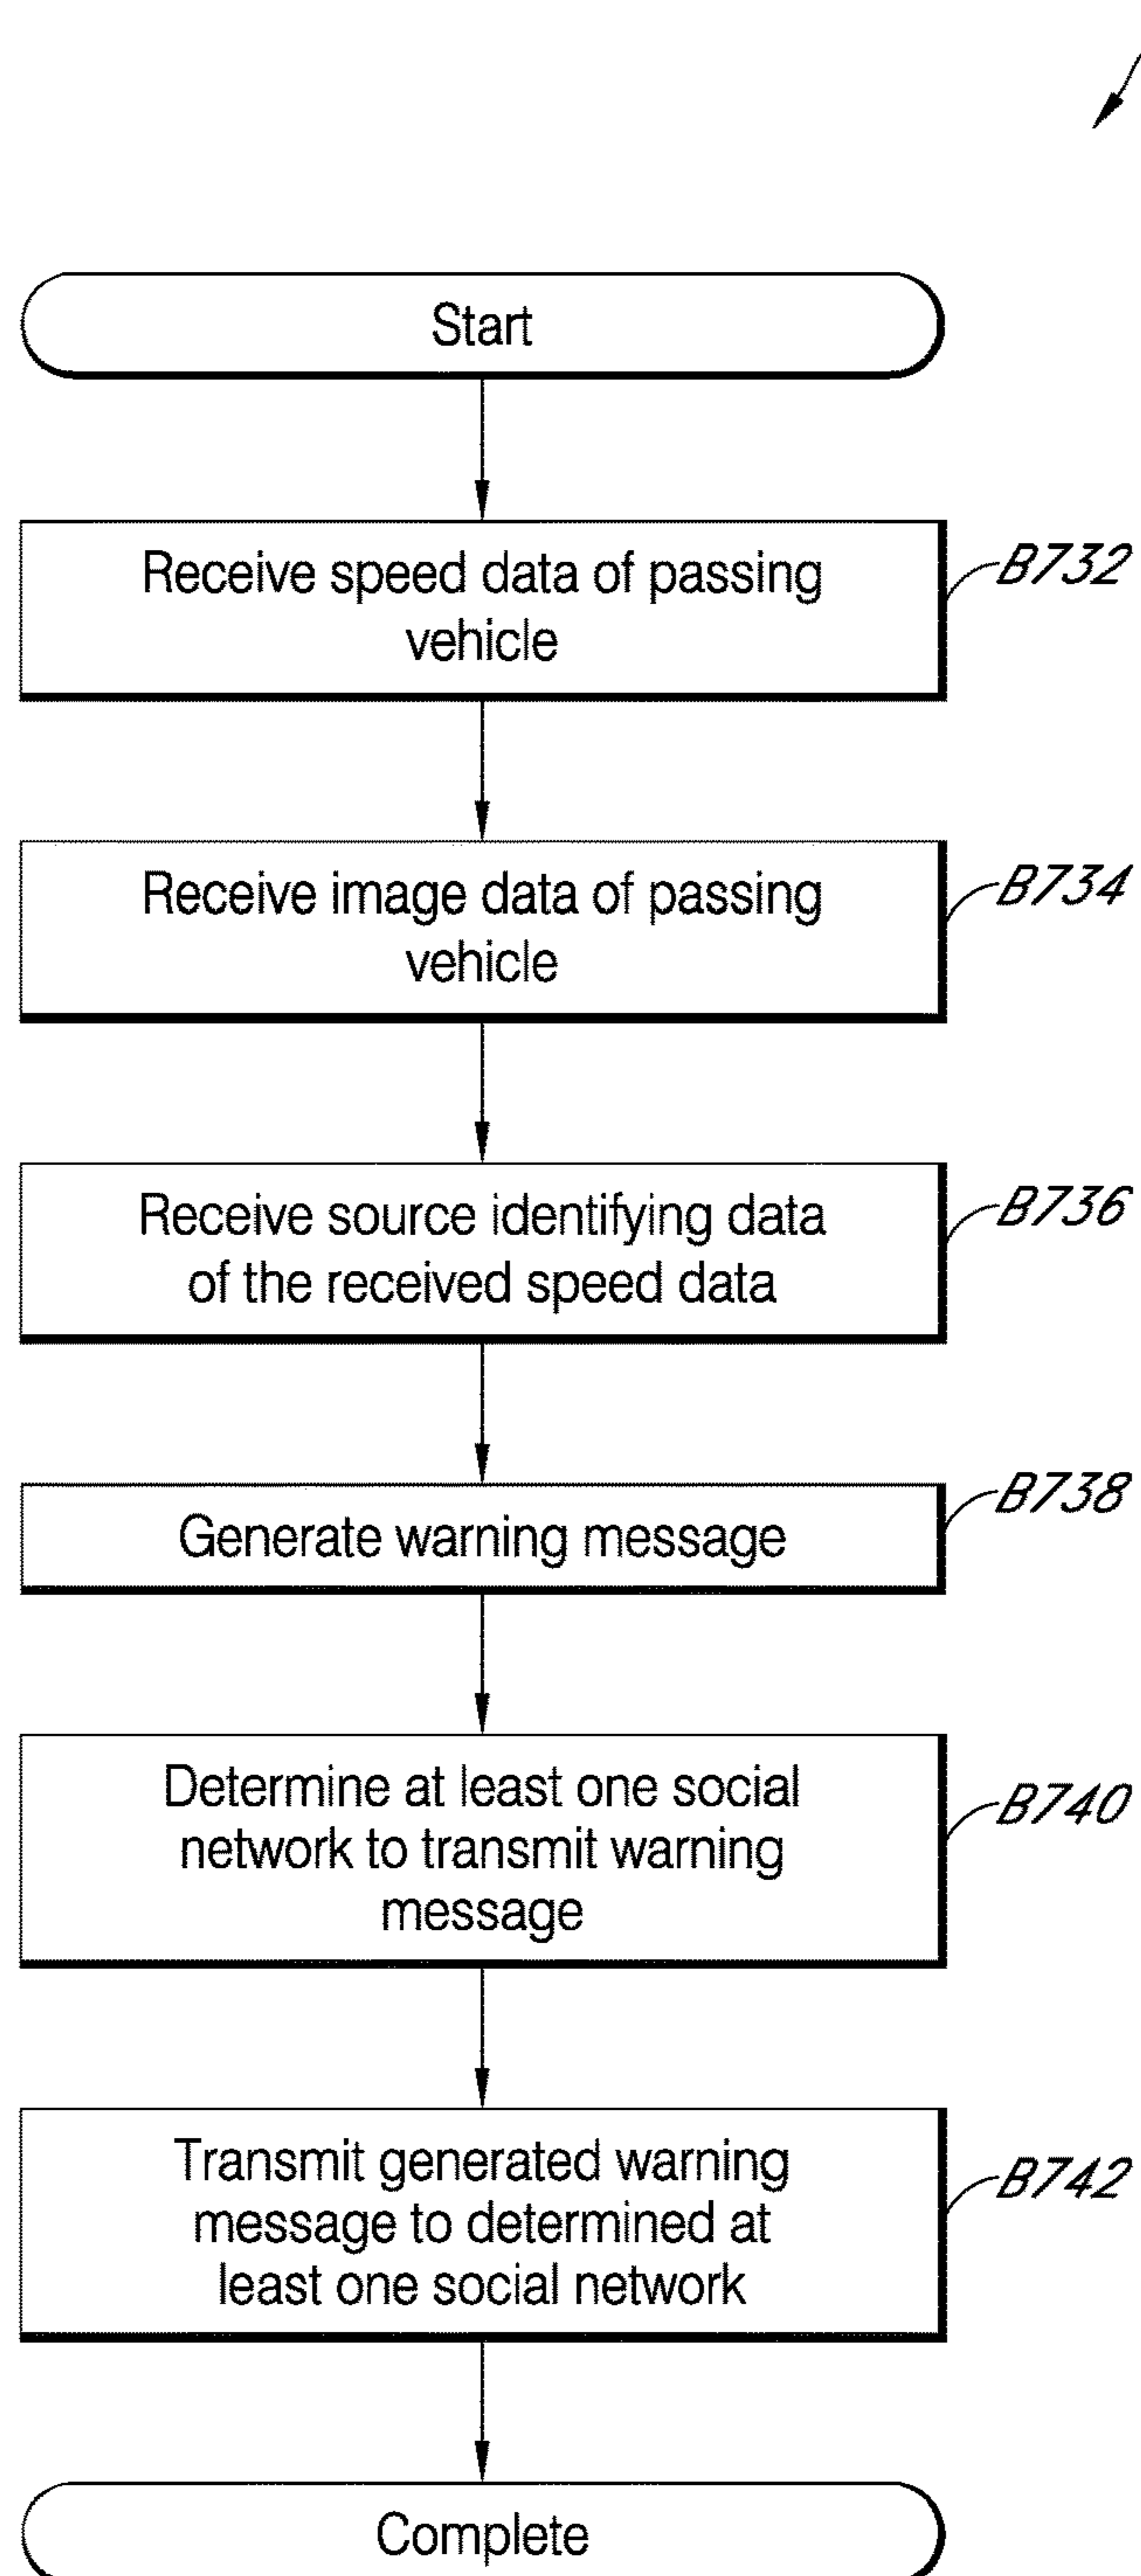 Start
Receive speed data of passing
vehicle
B732
Receive image data of passing
vehicle
B734
Receive source identifying data
of the received speed data
B736
Generate warning message
B738
Determine at least one social
network to transmit warning
message
B740
Transmit generated warning
message to determined at
least one social network
B742
Complete